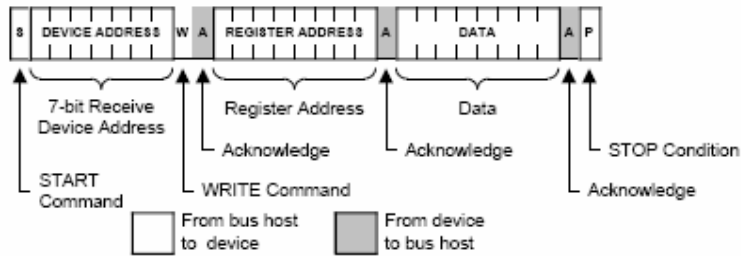 S DEVICE ADDRESS W A REGISTER ADDRESS A DATA A P
7-bit Receive
Device Address
Register Address
Data
Acknowledge
Acknowledge
STOP Condition
START
Command
WRITE Command
Acknowledge
From bus host
to device
From device
to bus host